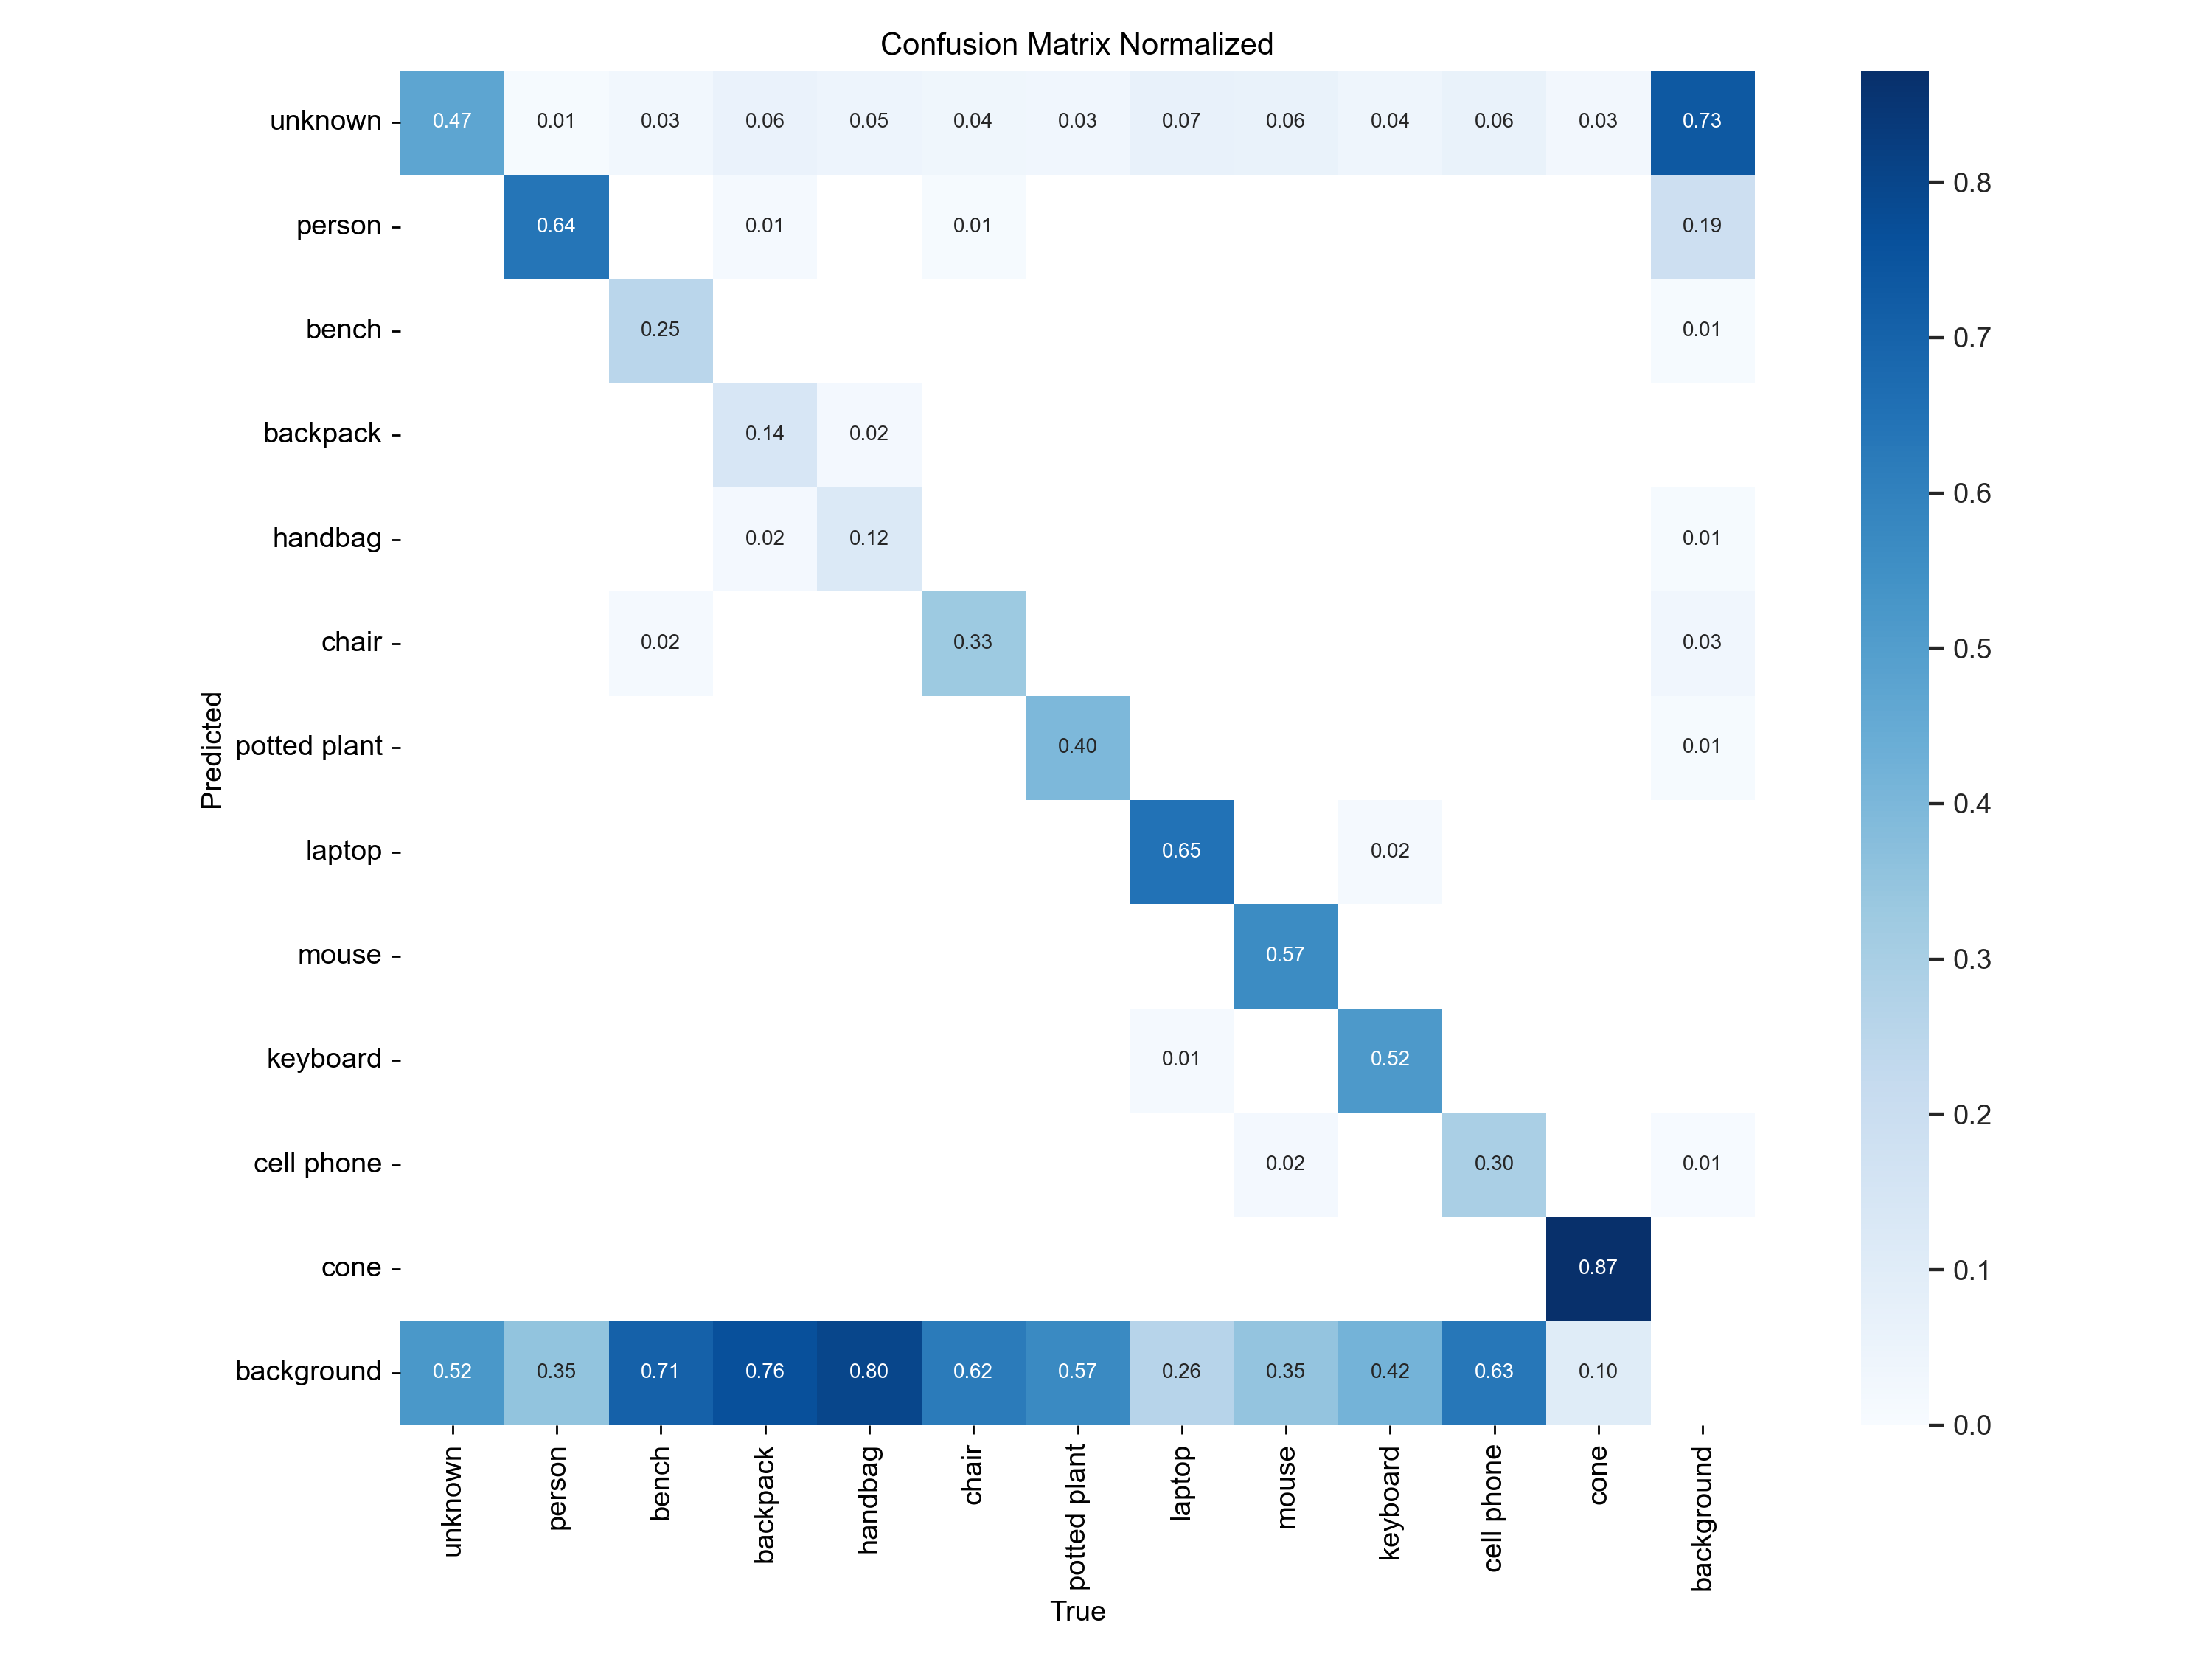 Confusion Matrix Normalized
unknown 0.47 0.01 0.03 0.06 0.05 0.04 0.03 0.07 0.06 0.04 0.06 0.03 0.73
person 0.64 0.01 0.01 0.19
bench 0.25 0.01
backpack 0.14 0.02
handbag 0.02 0.12 0.01
chair 0.02 0.33 0.03
potted plant 0.40 0.01
laptop 0.65 0.02
mouse 0.57
keyboard 0.01 0.52
cell phone 0.02 0.30 0.01
cone 0.87
background 0.52 0.35 0.71 0.76 0.80 0.62 0.57 0.26 0.35 0.42 0.63 0.10
Predicted
unknown person bench backpack handbag chair potted plant laptop mouse keyboard cell phone cone background
True
0.8
0.7
0.6
0.5
0.4
0.3
0.2
0.1
0.0